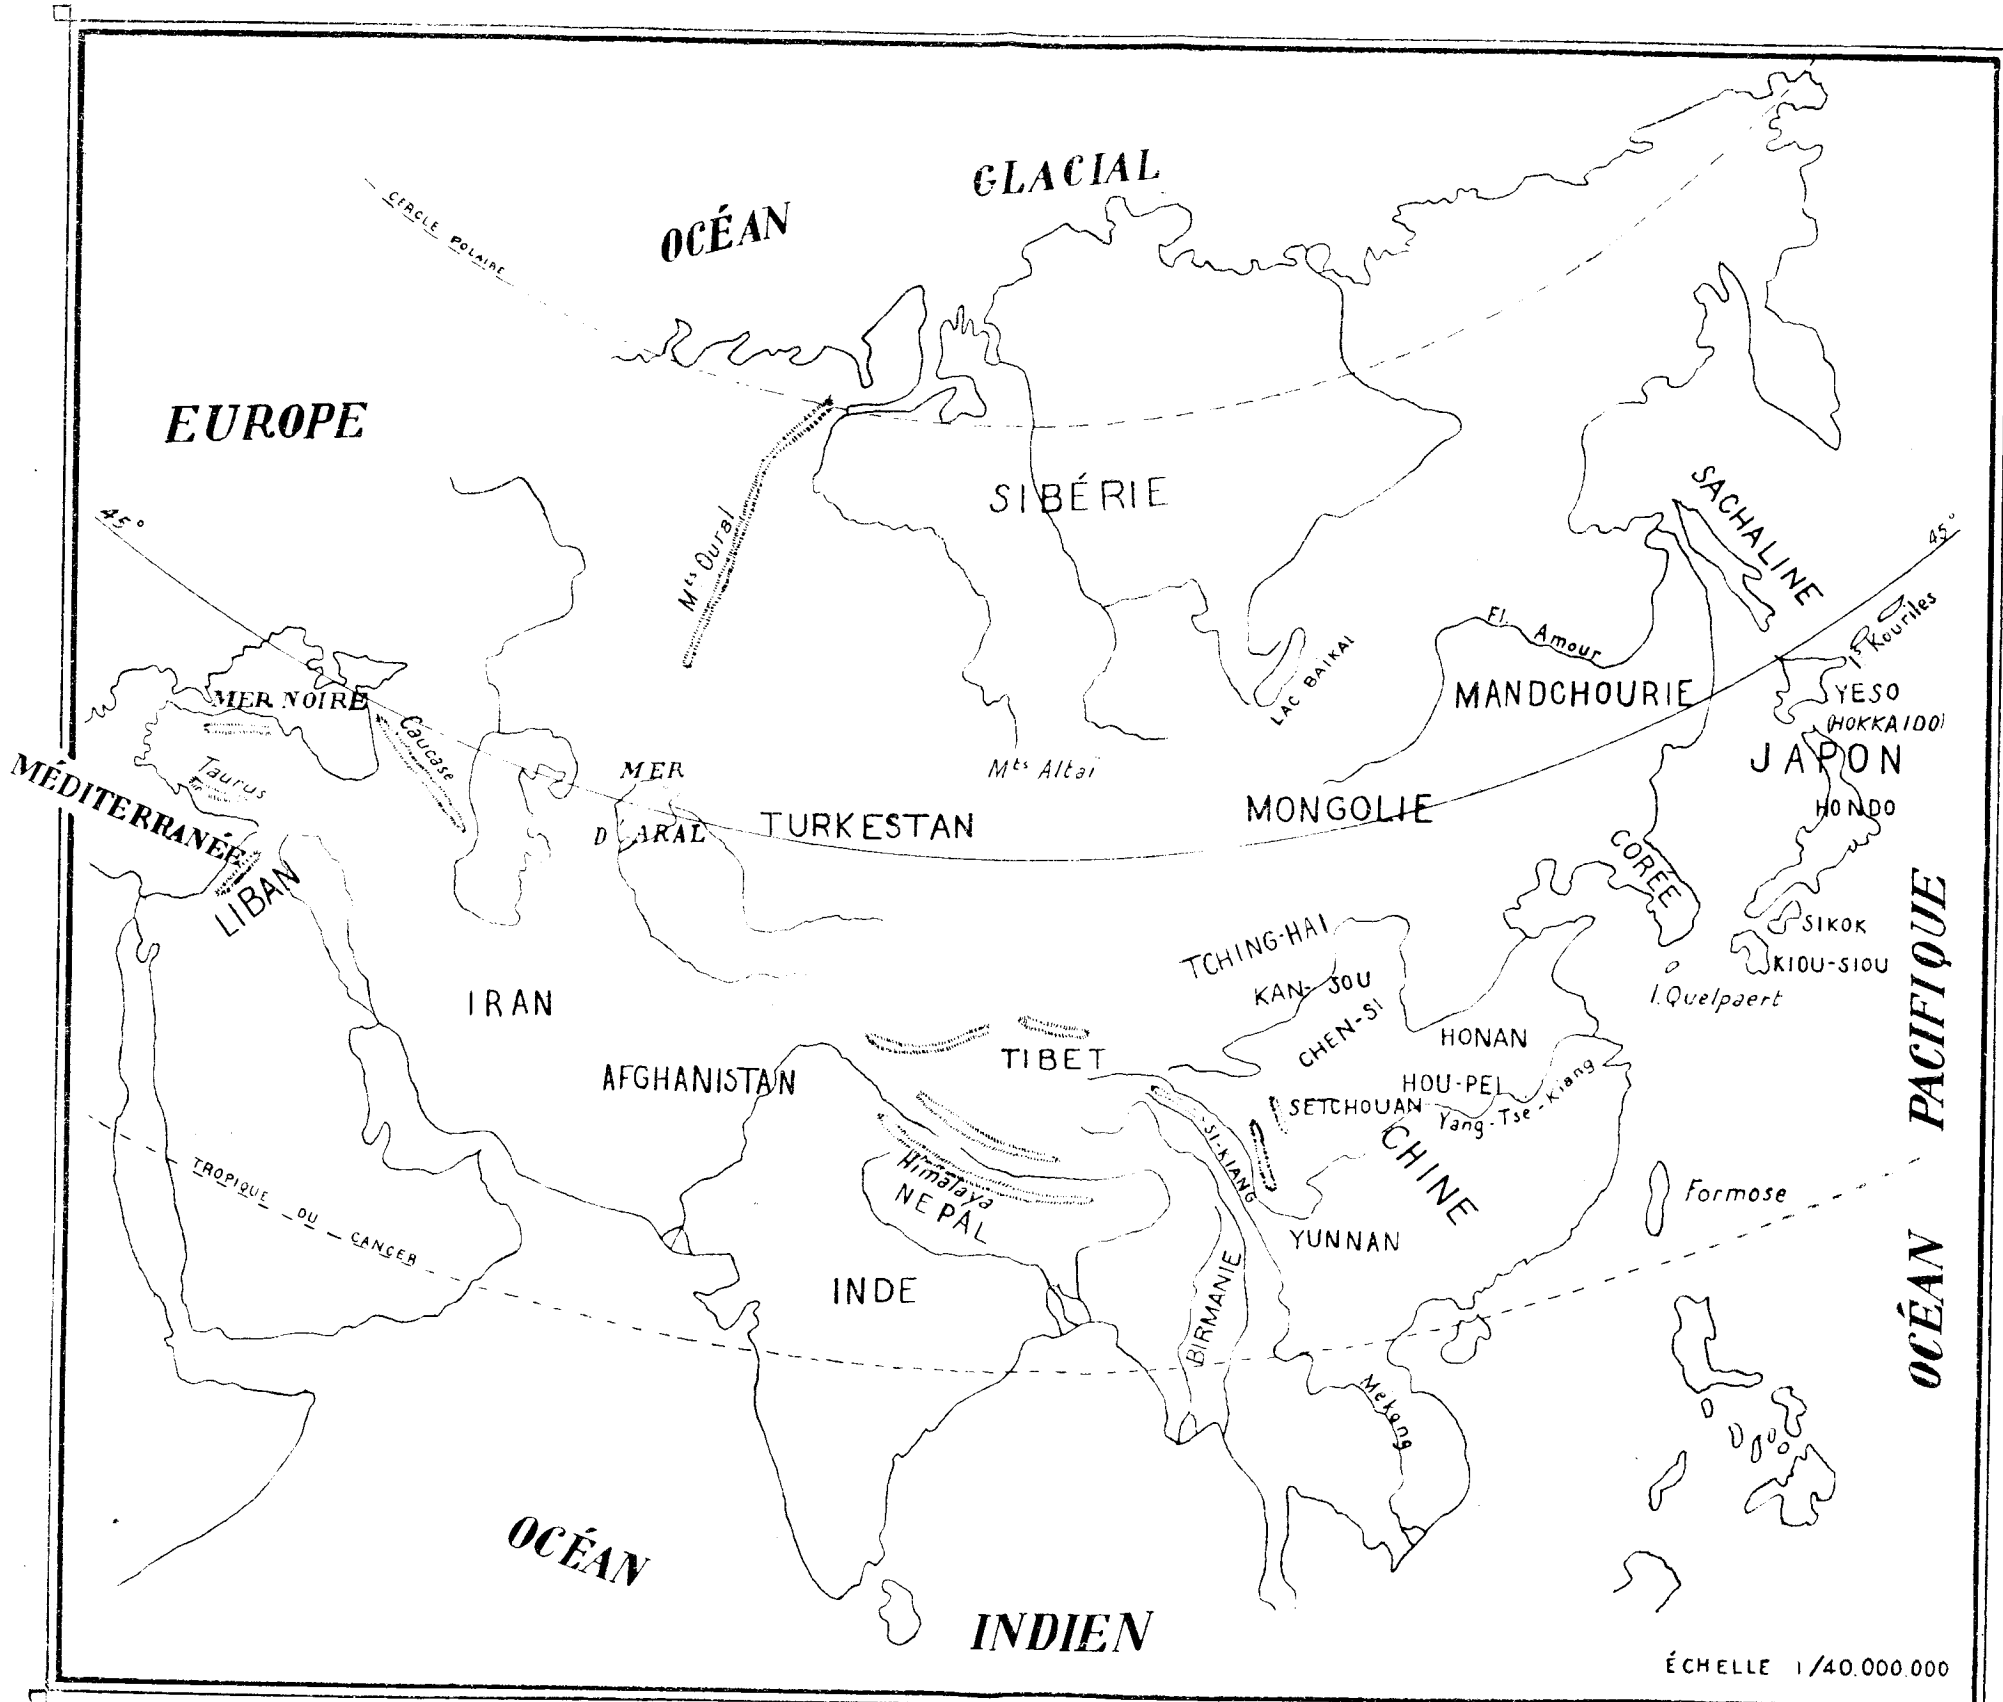 GLACIAL
OCÉAN
CERCLE POLAIRE
EUROPE
SIBÉRIE
SACHALINE
45°
45°
Mts Oural
Fl. Amour
Is Kouriles
LAC BAIKAI
MANDCHOURIE
YESO
(HOKKAIDO)
MER NOIRE
Caucase
JAPON
MÉDITERRANÉE
Taurus
MER
D'ARAL
Mts Altaï
TURKESTAN
MONGOLIE
HONDO
CORÉE
LIBAN
TCHING-HAI
SIKOK
KAN-SOU
KIOU-SIOU
I. Quelpaert
IRAN
CHEN-SI
HONAN
TIBET
AFGHANISTAN
HOU-PEI
SETCHOUAN
Yang-Tse-Kiang
SI-KIANG
CHINE
TROPIQUE DU CANCER
Himalaya
NEPAL
Formose
YUNNAN
INDE
BIRMANIE
OCÉAN PACIFIQUE
Mekong
OCÉAN
INDIEN
ÉCHELLE 1/40.000.000